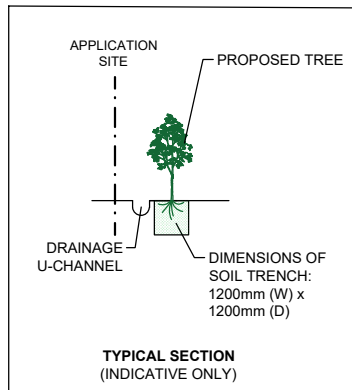 APPLICATION
SITE
PROPOSED TREE
DRAINAGE
U-CHANNEL
DIMENSIONS OF
SOIL TRENCH:
1200mm (W) x
1200mm (D)
TYPICAL SECTION
(INDICATIVE ONLY)